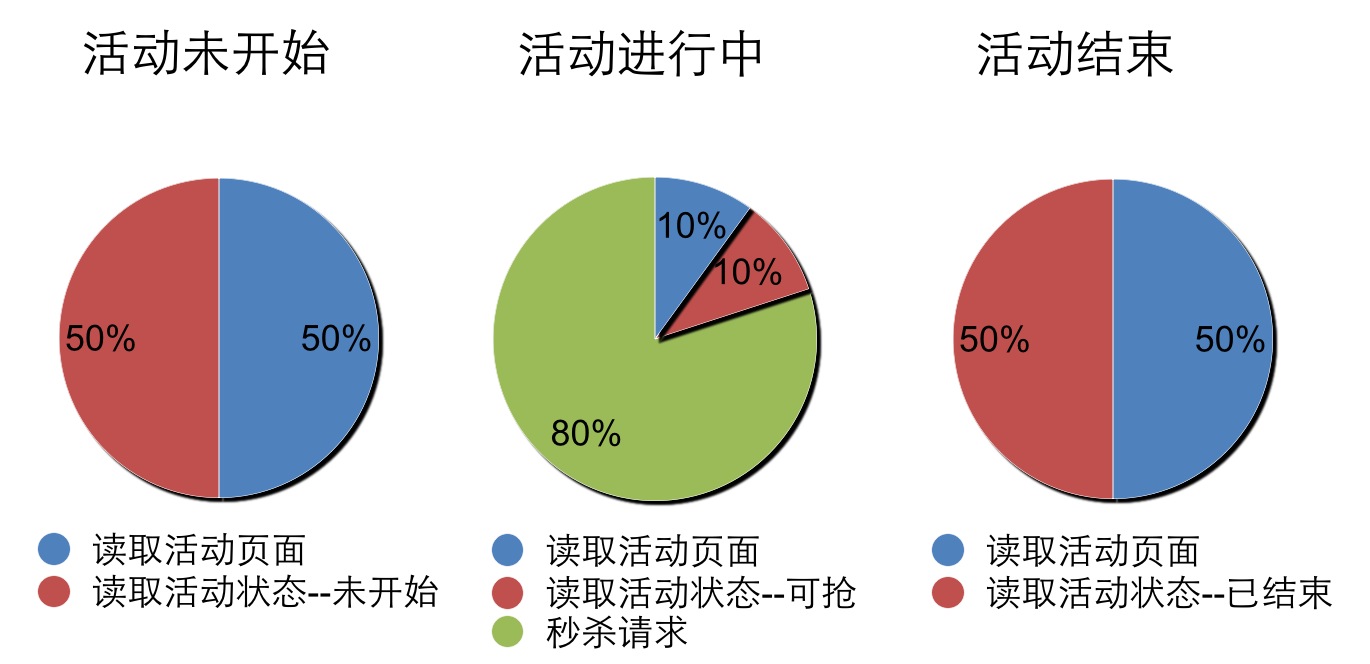 活动未开始
50%
50%
读取活动页面
读取活动状态--未开始
活动进行中
10%
10%
80%
读取活动页面
读取活动状态--可抢
秒杀请求
活动结束
50%
50%
读取活动页面
读取活动状态--已结束